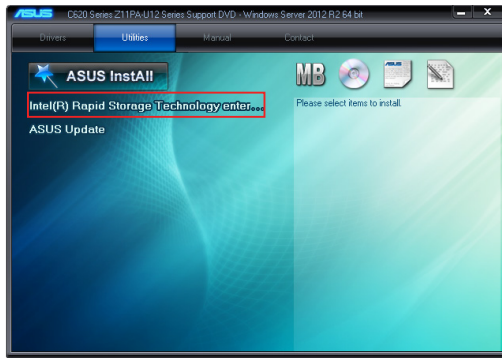 ASUS C620 Series Z11PA-U12 Series Support DVD - Windows Server 2012 R2 64 bit
Drivers Utilities Manual Contact
ASUS InstAll
MB
Intel(R) Rapid Storage Technology enter...
Please select items to install.
ASUS Update